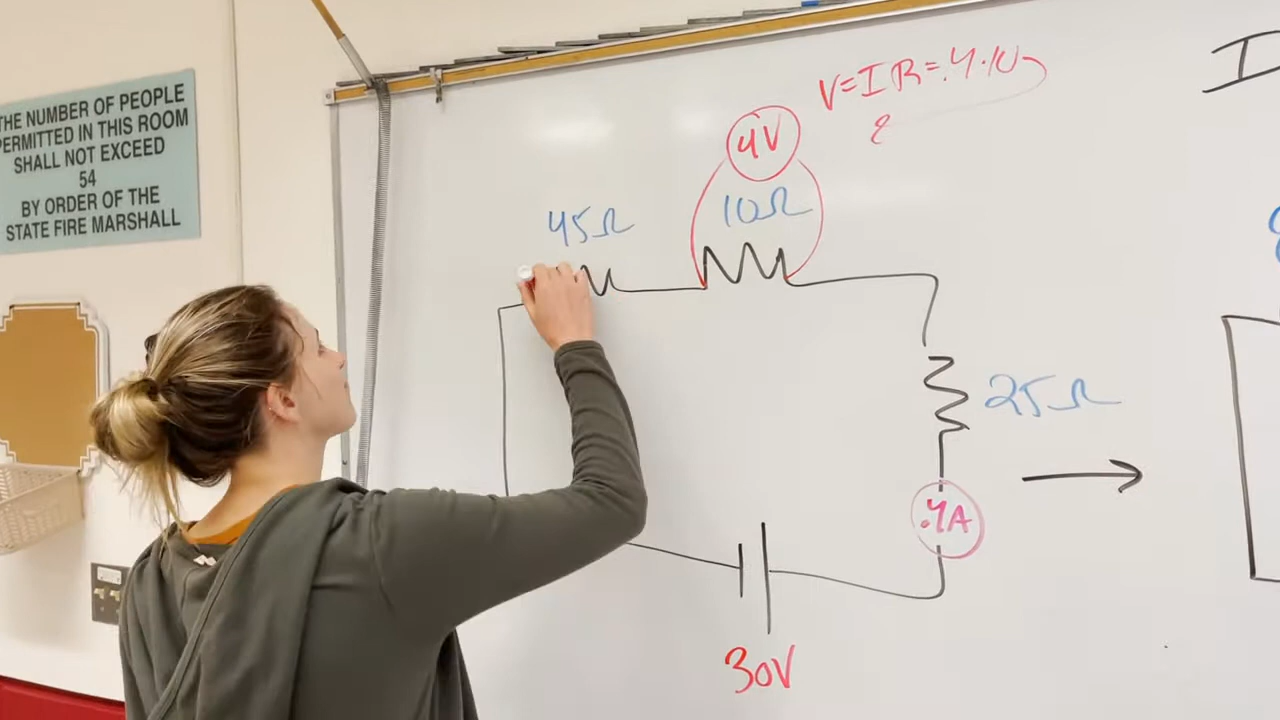 THE NUMBER OF PEOPLE
PERMITTED IN THIS ROOM
SHALL NOT EXCEED
54
BY ORDER OF THE
STATE FIRE MARSHALL
V=IR=.4·10
4V
45Ω
10Ω
25Ω
.4A
30V
I